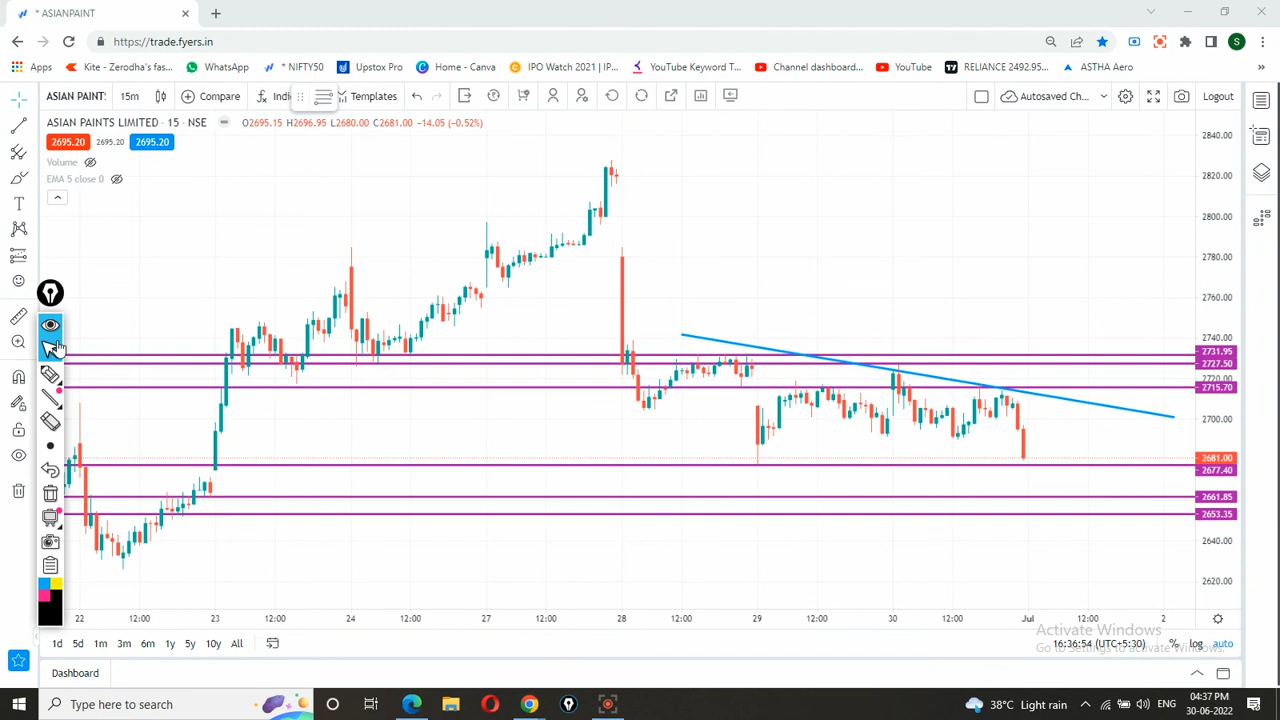 * ASIANPAINT
https://trade.fyers.in
S
Apps
Kite - Zerodha's fas...
WhatsApp
* NIFTY50
Upstox Pro
Home - Canva
IPO Watch 2021 | IP...
YouTube Keyword T...
Channel dashboard...
YouTube
RELIANCE 2492.95...
ASTHA Aero
ASIAN PAINT
15m
Compare
Indi
Templates
Autosaved Ch...
Logout
ASIAN PAINTS LIMITED · 15 · NSE
O2695.15 H2696.95 L2680.00 C2681.00 −14.05 (−0.52%)
2695.20 2695.20 2695.20
Volume
EMA 5 close 0
2840.00
2820.00
2800.00
2780.00
2760.00
2740.00
2731.95
2727.50
2720.00
2715.70
2700.00
2681.00
2677.40
2661.85
2653.35
2640.00
2620.00
22 12:00 23 12:00 24 12:00 27 12:00 28 12:00 29 12:00 30 12:00 Jul 12:00 2
Activate Windows
Go to Settings to activate Windows.
1d 5d 1m 3m 6m 1y 5y 10y All
16:36:54 (UTC+5:30) % log auto
Dashboard
Type here to search
38°C Light rain
ENG
04:37 PM
30-06-2022